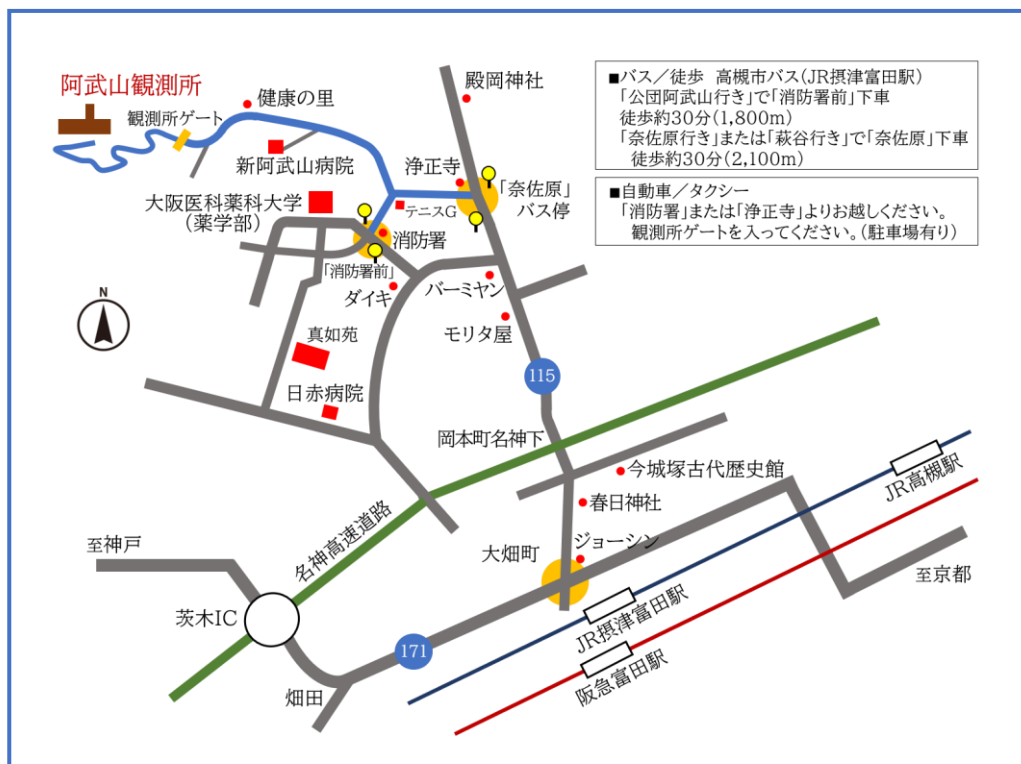 阿武山観測所
観測所ゲート
健康の里
殿岡神社
■バス／徒歩 高槻市バス(JR摂津富田駅)
「公団阿武山行き」で「消防署前」下車
徒歩約30分(1,800m)
「奈佐原行き」または「萩谷行き」で「奈佐原」下車
徒歩約30分(2,100m)
■自動車／タクシー
「消防署」または「浄正寺」よりお越しください。
観測所ゲートを入ってください。(駐車場有り)
新阿武山病院
浄正寺
「奈佐原」
バス停
大阪医科薬科大学
(薬学部)
テニスG
消防署
「消防署前」
ダイキ
バーミヤン
N
真如苑
モリタ屋
日赤病院
115
岡本町名神下
今城塚古代歴史館
JR高槻駅
春日神社
名神高速道路
至神戸
大畑町
ジョーシン
至京都
茨木IC
JR摂津富田駅
171
阪急富田駅
畑田